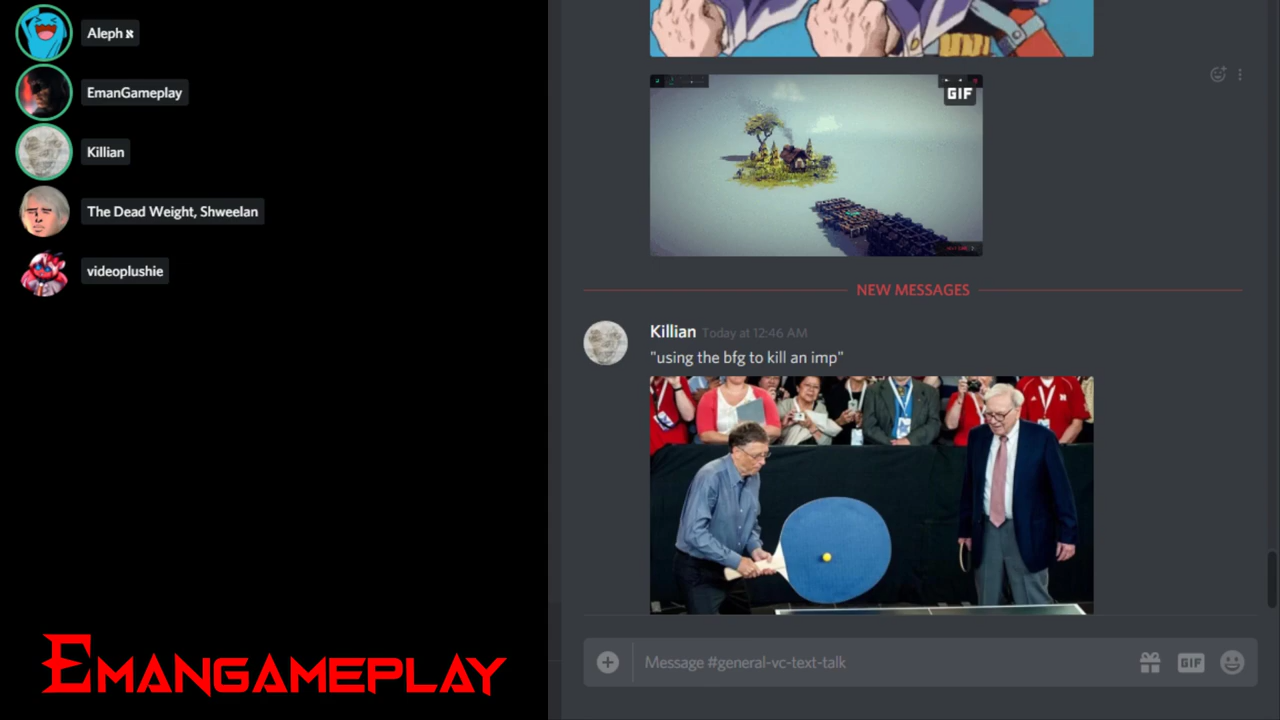 Aleph א
EmanGameplay
Killian
The Dead Weight, Shweelan
videoplushie
EMANGAMEPLAY
GIF
NEW MESSAGES
Killian Today at 12:46 AM
"using the bfg to kill an imp"
Message #general-vc-text-talk
GIF